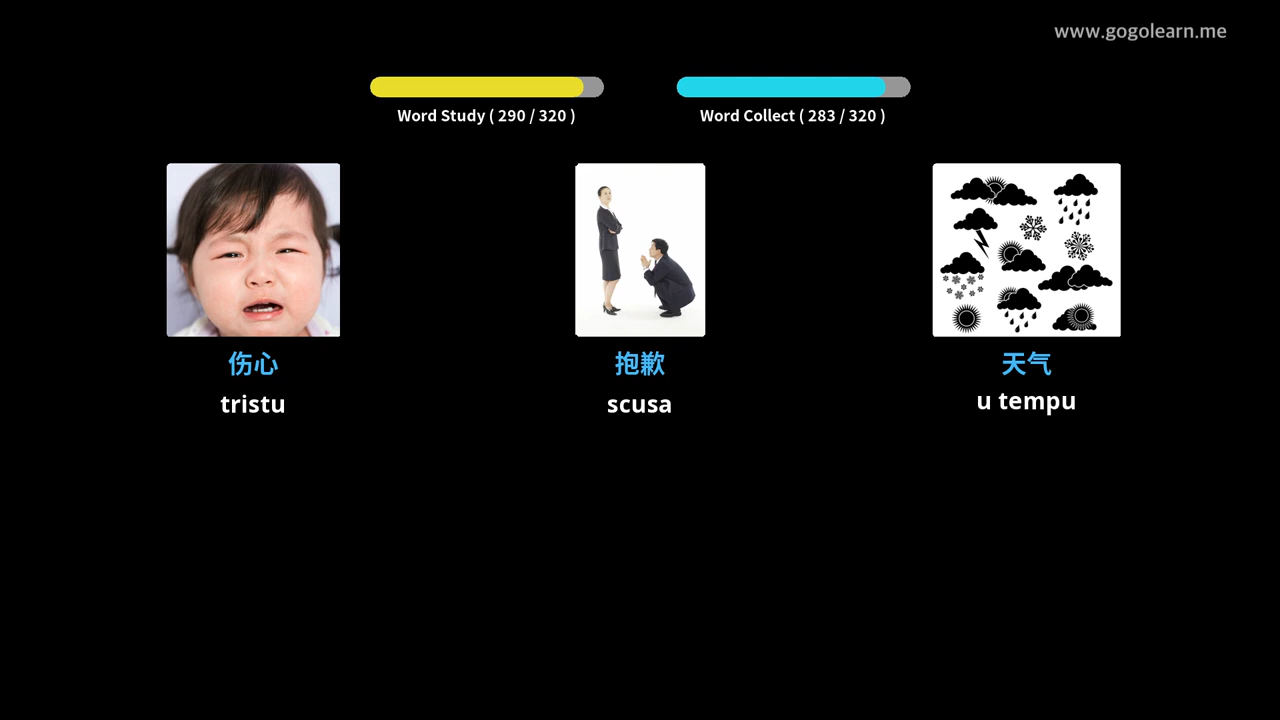 www.gogolearn.me
Word Study ( 290 / 320 )
Word Collect ( 283 / 320 )
伤心
tristu
抱歉
scusa
天气
u tempu